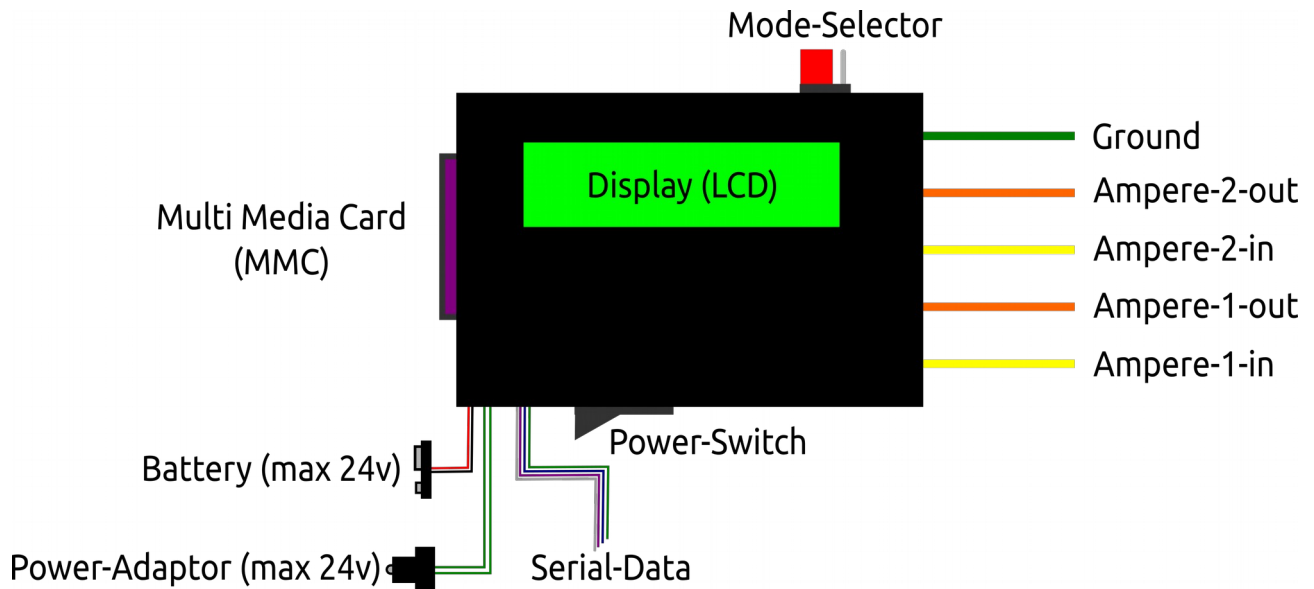 Mode-Selector
Ground
Display (LCD)
Ampere-2-out
Multi Media Card
(MMC)
Ampere-2-in
Ampere-1-out
Ampere-1-in
Power-Switch
Battery (max 24v)
Power-Adaptor (max 24v)
Serial-Data